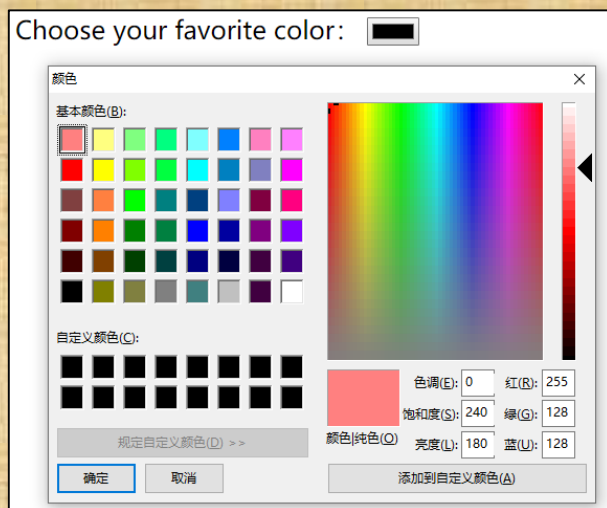 Choose your favorite color:
颜色
基本颜色(B):
自定义颜色(C):
规定自定义颜色(D) >>
确定
取消
颜色|纯色(O)
色调(E): 0
饱和度(S): 240
亮度(L): 180
红(R): 255
绿(G): 128
蓝(U): 128
添加到自定义颜色(A)